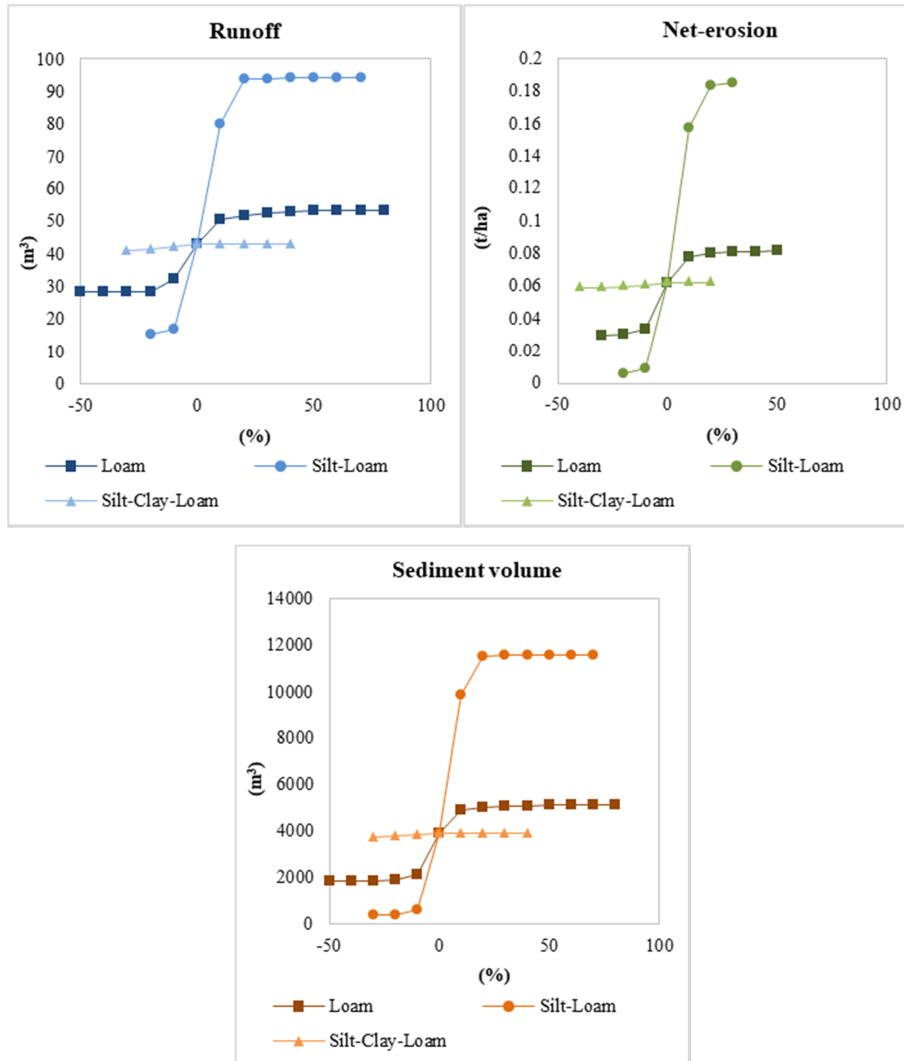 Runoff
100
90
80
70
60
50
40
30
20
10
0
(m³)
-50 0 50 100
(%)
Loam Silt-Loam
Silt-Clay-Loam
Net-erosion
0.2
0.18
0.16
0.14
0.12
0.1
0.08
0.06
0.04
0.02
0
(t/ha)
-50 0 50 100
(%)
Loam Silt-Loam
Silt-Clay-Loam
Sediment volume
14000
12000
10000
8000
6000
4000
2000
0
(m³)
-50 0 50 100
(%)
Loam Silt-Loam
Silt-Clay-Loam